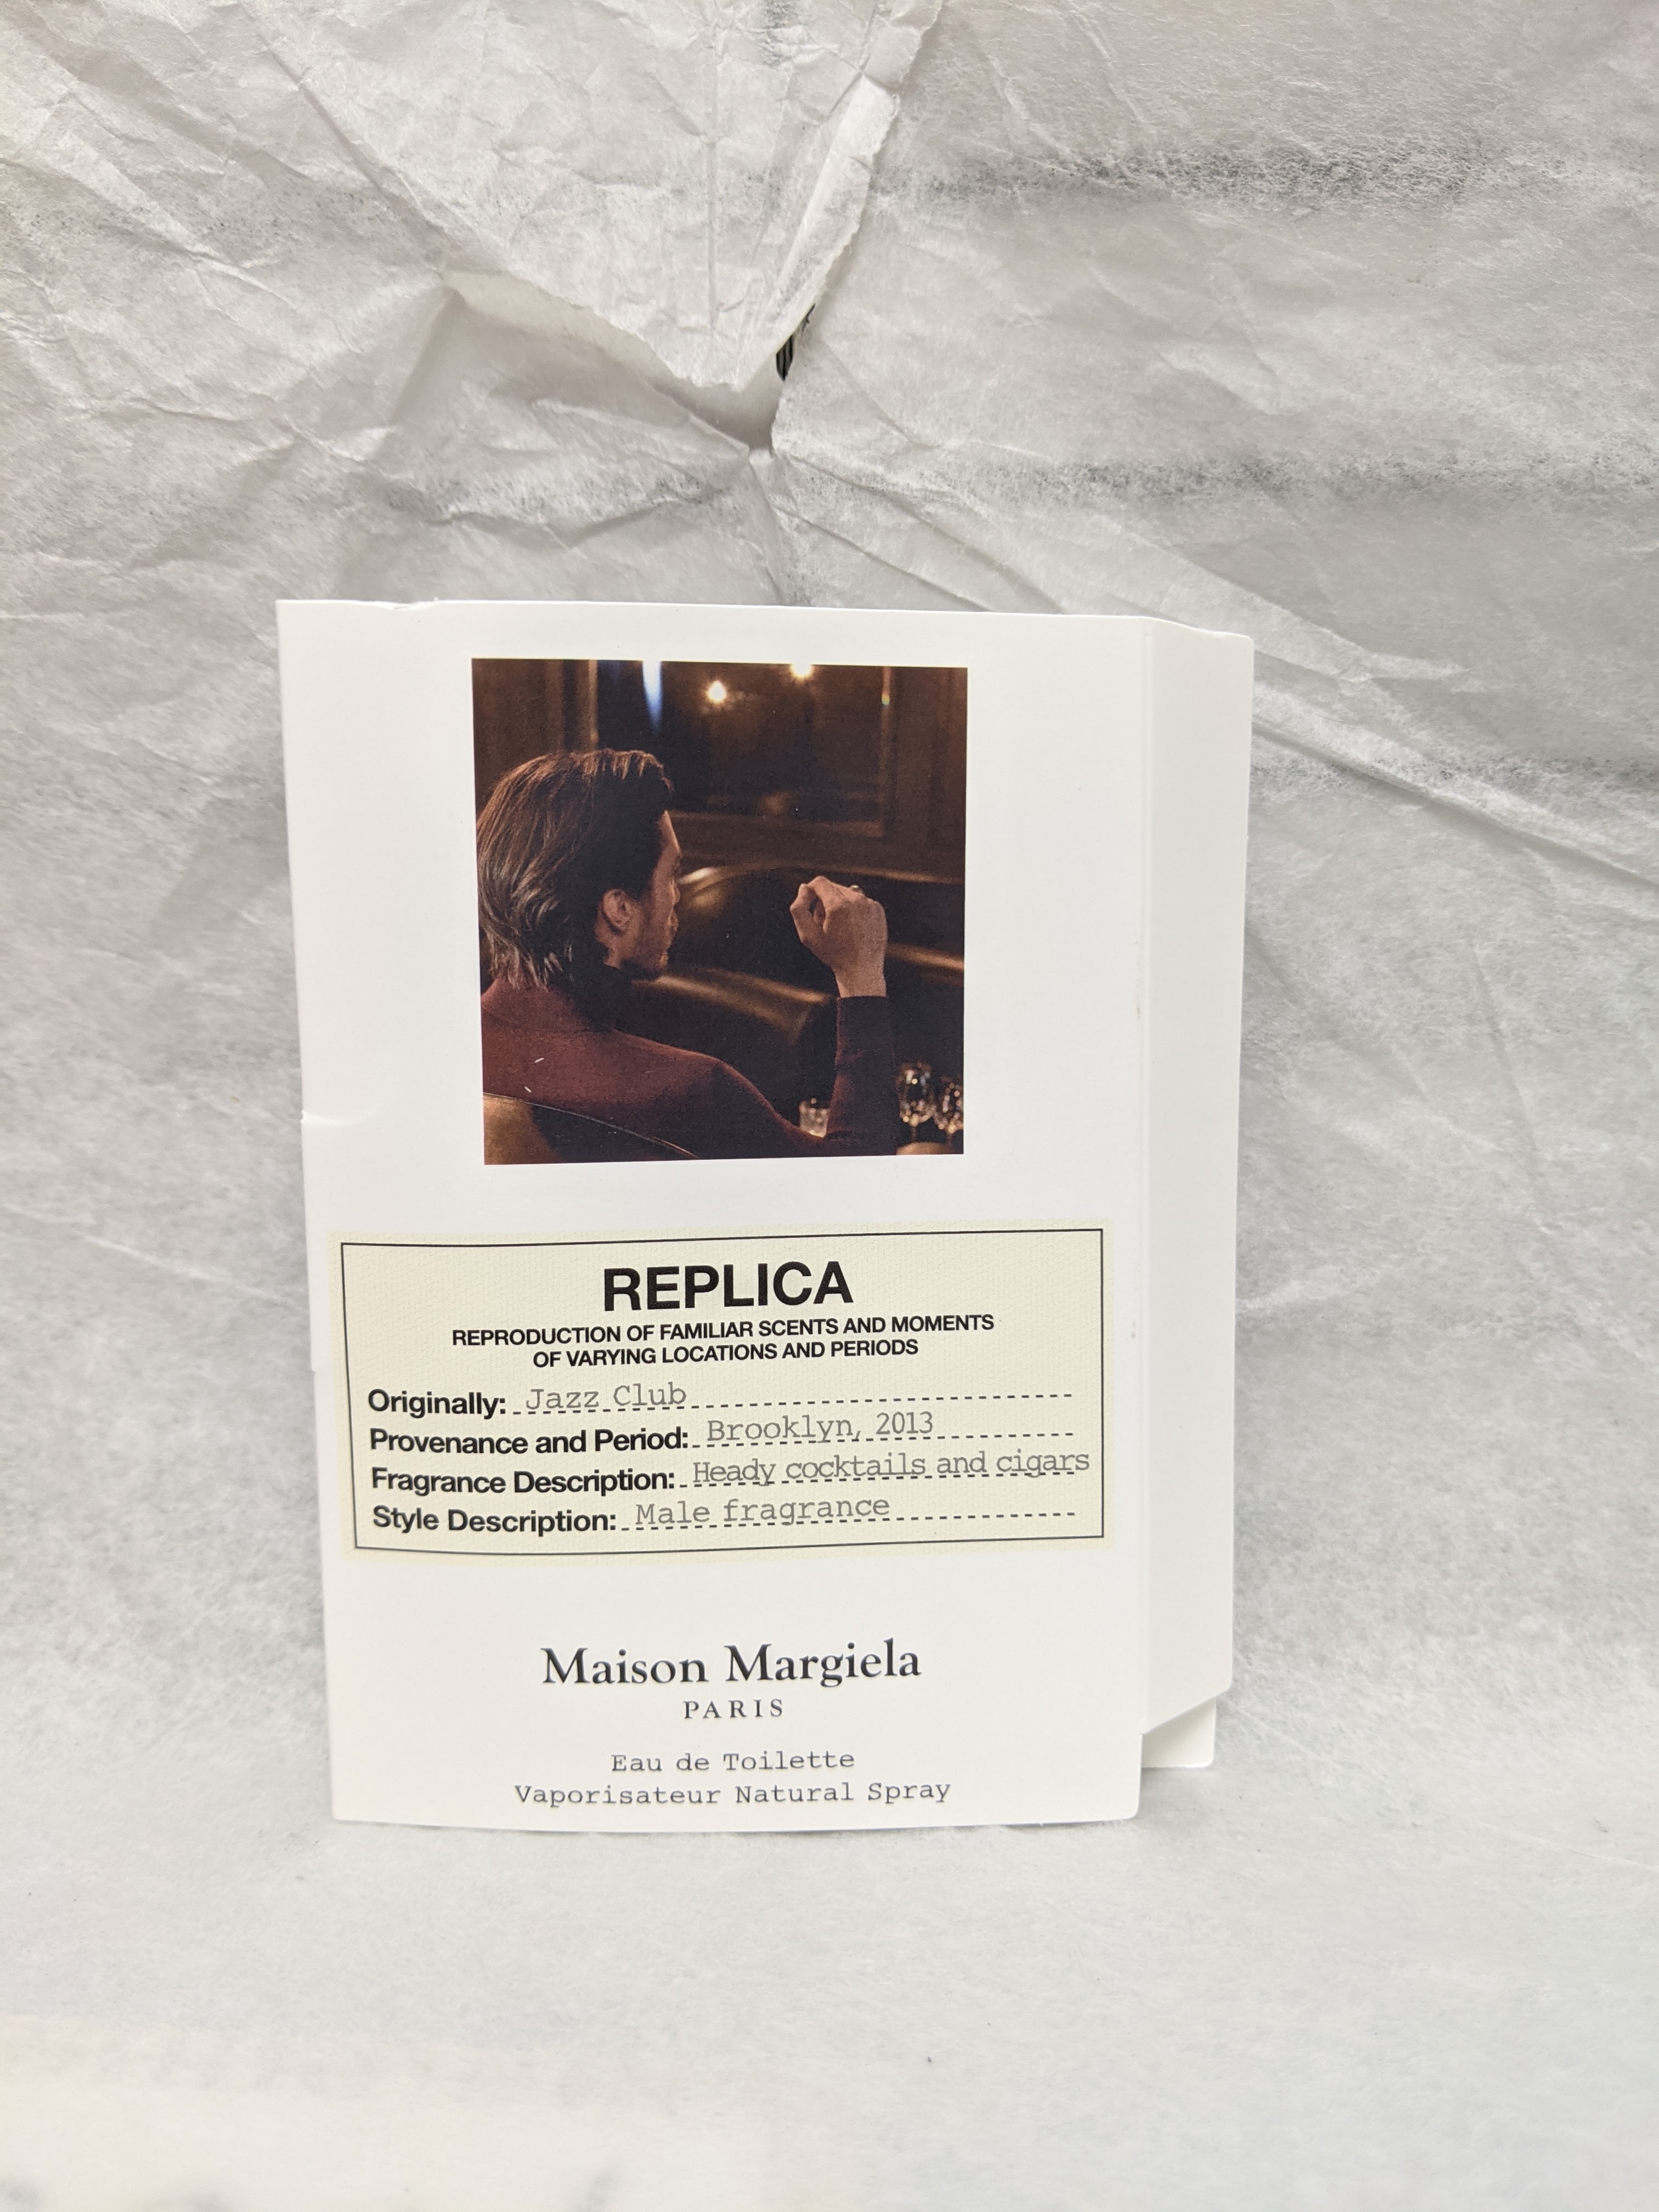 REPLICA
REPRODUCTION OF FAMILIAR SCENTS AND MOMENTS
OF VARYING LOCATIONS AND PERIODS
Originally: Jazz Club
Provenance and Period: Brooklyn, 2013
Fragrance Description: Heady cocktails and cigars
Style Description: Male fragrance
Maison Margiela
PARIS
Eau de Toilette
Vaporisateur Natural Spray